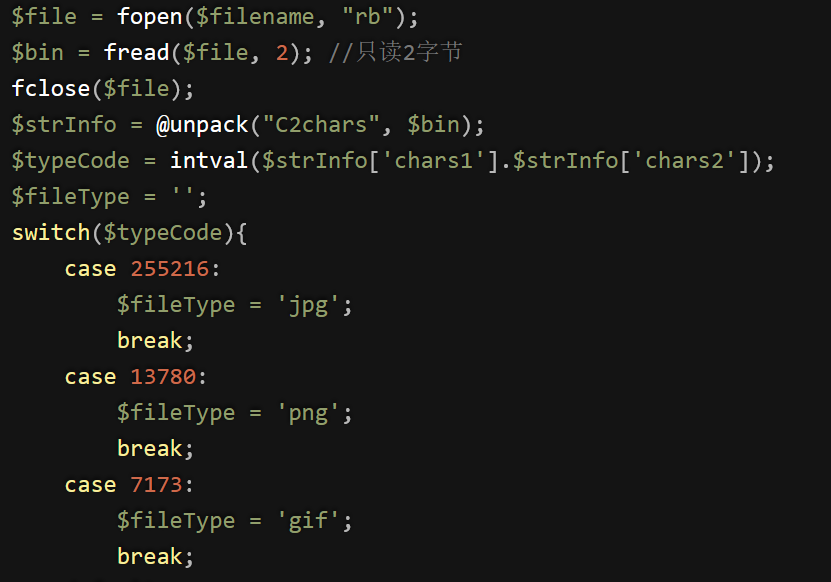 $file = fopen($filename, "rb");
$bin = fread($file, 2); //只读2字节
fclose($file);
$strInfo = @unpack("C2chars", $bin);
$typeCode = intval($strInfo['chars1'].$strInfo['chars2']);
$fileType = '';
switch($typeCode){
    case 255216:
        $fileType = 'jpg';
        break;
    case 13780:
        $fileType = 'png';
        break;
    case 7173:
        $fileType = 'gif';
        break;